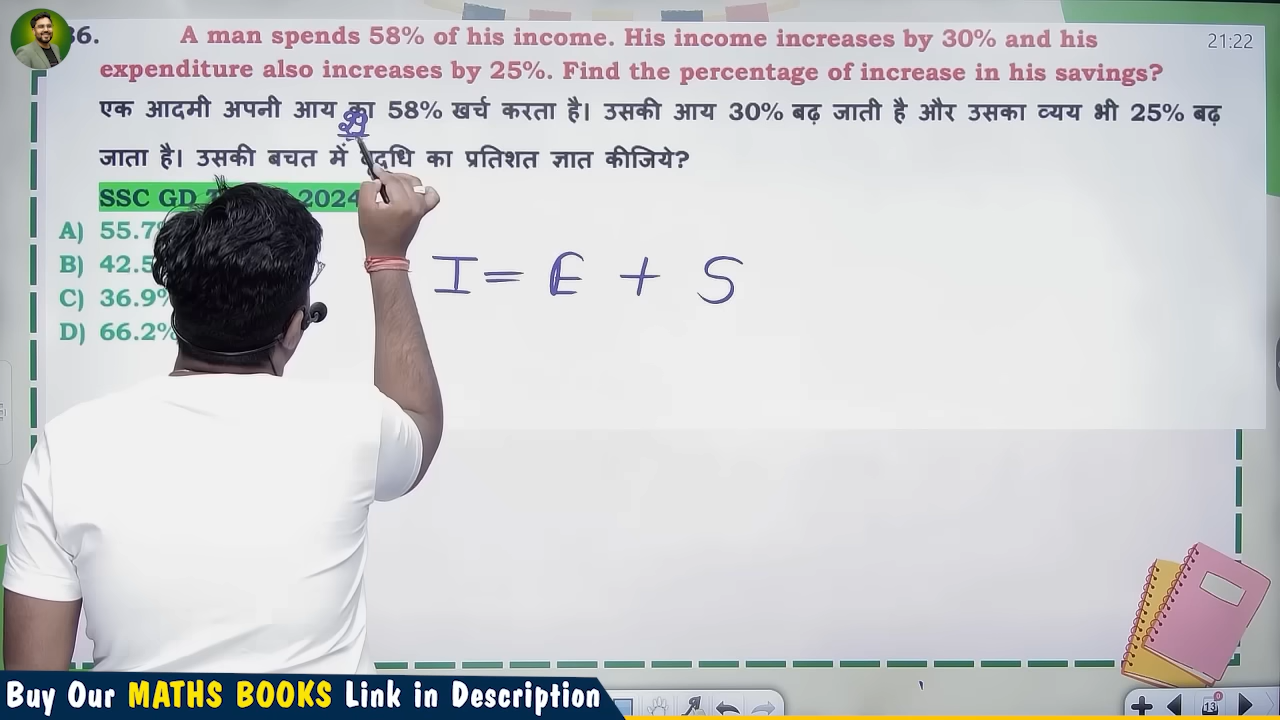 36. A man spends 58% of his income. His income increases by 30% and his
21:22
expenditure also increases by 25%. Find the percentage of increase in his savings?
एक आदमी अपनी आय का 58% खर्च करता है। उसकी आय 30% बढ़ जाती है और उसका व्यय भी 25% बढ़
29
जाता है। उसकी बचत में वृद्धि का प्रतिशत ज्ञात कीजिये?
SSC GD 2024
A) 55.7
B) 42.5
C) 36.9%
D) 66.2%
I = E + S
Buy Our MATHS BOOKS Link in Description
13